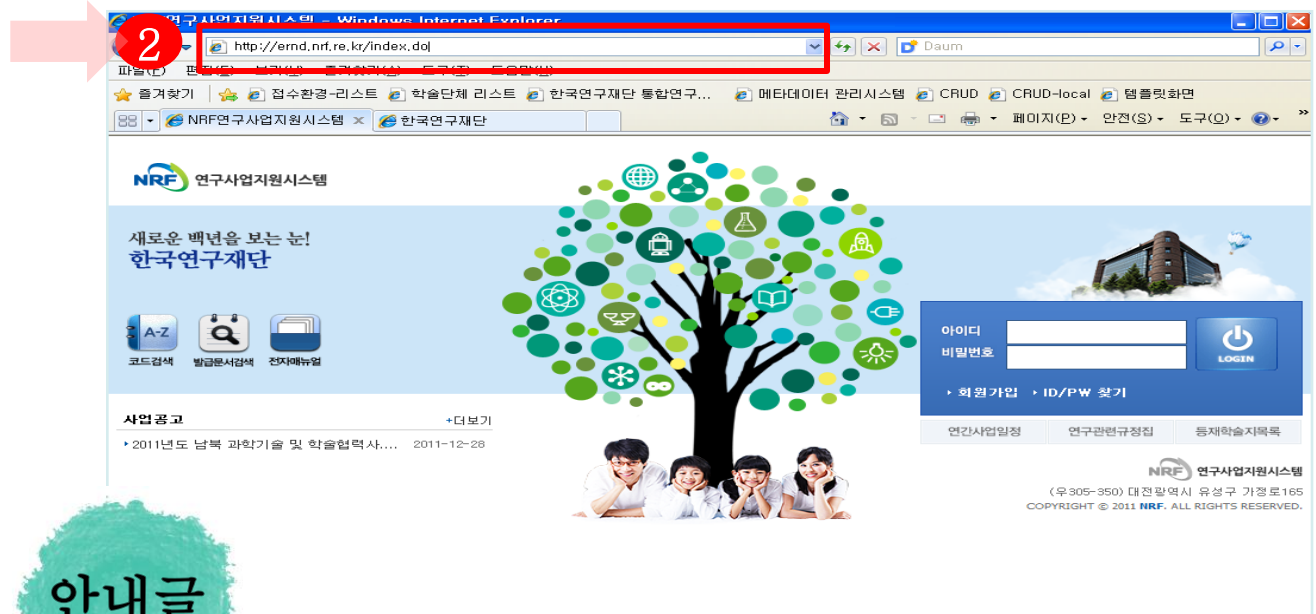 연구사업지원시스템 - Windows Internet Explorer
2
http://ernd.nrf.re.kr/index.do
Daum
즐겨찾기 접수환경-리스트 학술단체 리스트 한국연구재단 통합연구... 메타데이터 관리시스템 CRUD CRUD-local 템플릿화면
NRF연구사업지원시스템 한국연구재단 페이지(P) 안전(S) 도구(O) »
NRF 연구사업지원시스템
새로운 백년을 보는 눈!
한국연구재단
A-Z
코드검색 발급문서검색 전자매뉴얼
아이디
비밀번호
LOGIN
회원가입 ID/PW 찾기
사업공고 +더보기
2011년도 남북 과학기술 및 학술협력사.... 2011-12-28
연간사업일정 연구관련규정집 등재학술지목록
NRF 연구사업지원시스템
(우305-350) 대전광역시 유성구 가정로165
COPYRIGHT © 2011 NRF. ALL RIGHTS RESERVED.
안내글